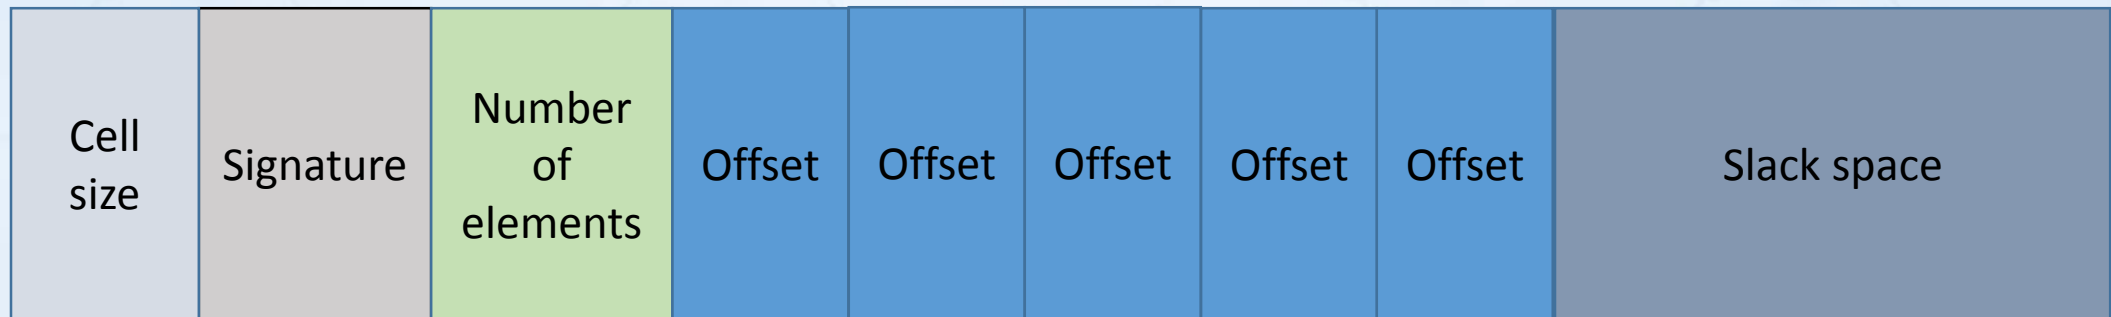 Cell
size
Signature
Number
of
elements
Offset
Offset
Offset
Offset
Offset
Slack space